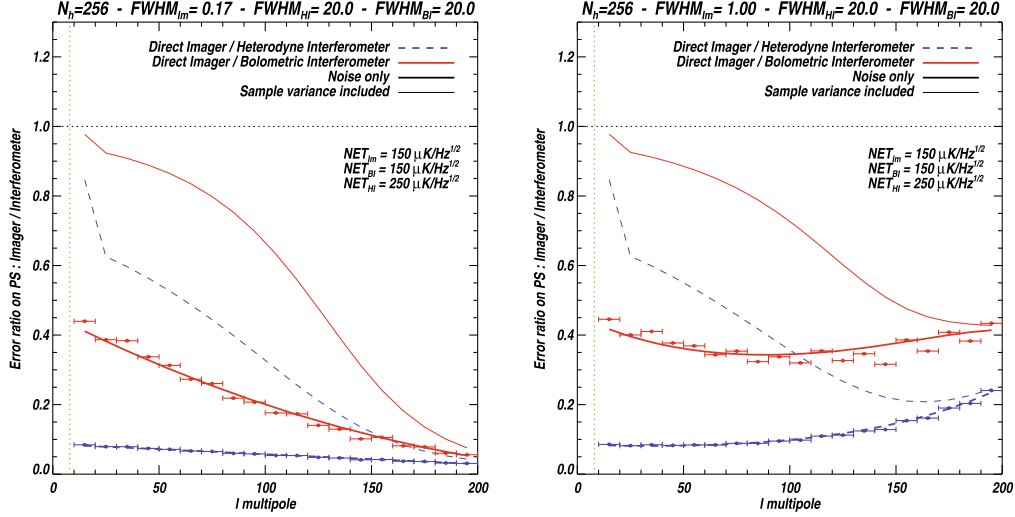 N_h=256 - FWHM_Im= 0.17 - FWHM_HI= 20.0 - FWHM_BI= 20.0
Direct Imager / Heterodyne Interferometer
Direct Imager / Bolometric Interferometer
Noise only
Sample variance included
NET_Im = 150 μK/Hz^1/2
NET_BI = 150 μK/Hz^1/2
NET_HI = 250 μK/Hz^1/2
Error ratio on PS : Imager / Interferometer
1.2
1.0
0.8
0.6
0.4
0.2
0.0
0 50 100 150 200
l multipole
N_h=256 - FWHM_Im= 1.00 - FWHM_HI= 20.0 - FWHM_BI= 20.0
Direct Imager / Heterodyne Interferometer
Direct Imager / Bolometric Interferometer
Noise only
Sample variance included
NET_Im = 150 μK/Hz^1/2
NET_BI = 150 μK/Hz^1/2
NET_HI = 250 μK/Hz^1/2
Error ratio on PS : Imager / Interferometer
1.2
1.0
0.8
0.6
0.4
0.2
0.0
0 50 100 150 200
l multipole